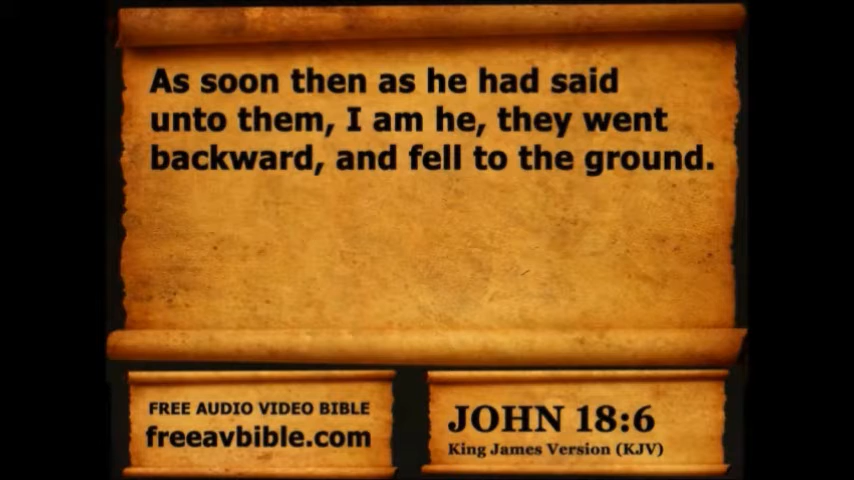 As soon then as he had said
unto them, I am he, they went
backward, and fell to the ground.
FREE AUDIO VIDEO BIBLE
freeavbible.com
JOHN 18:6
King James Version (KJV)